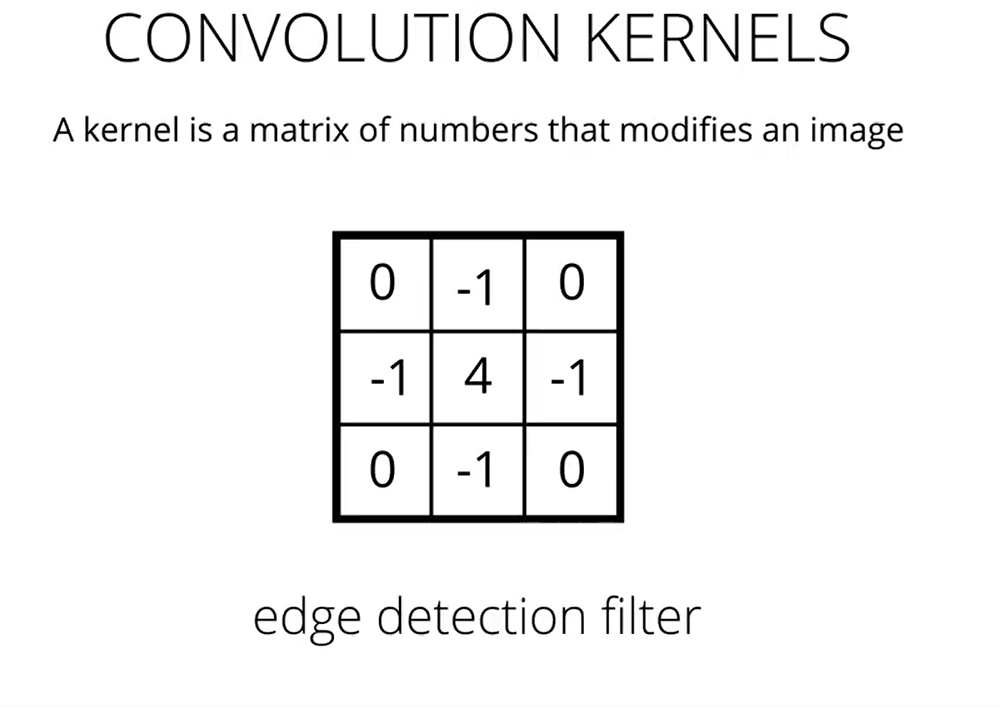 CONVOLUTION KERNELS
A kernel is a matrix of numbers that modifies an image
0 -1 0
-1 4 -1
0 -1 0
edge detection filter